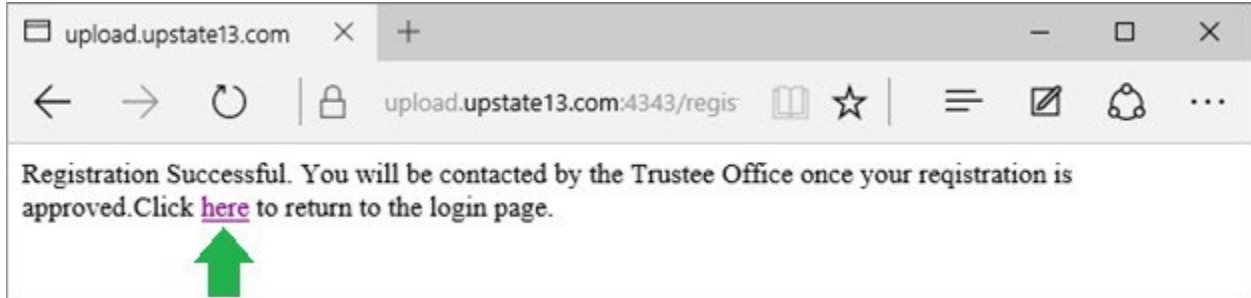 upload.upstate13.com
upload.upstate13.com:4343/regis
Registration Successful. You will be contacted by the Trustee Office once your reqistration is
approved.Click here to return to the login page.